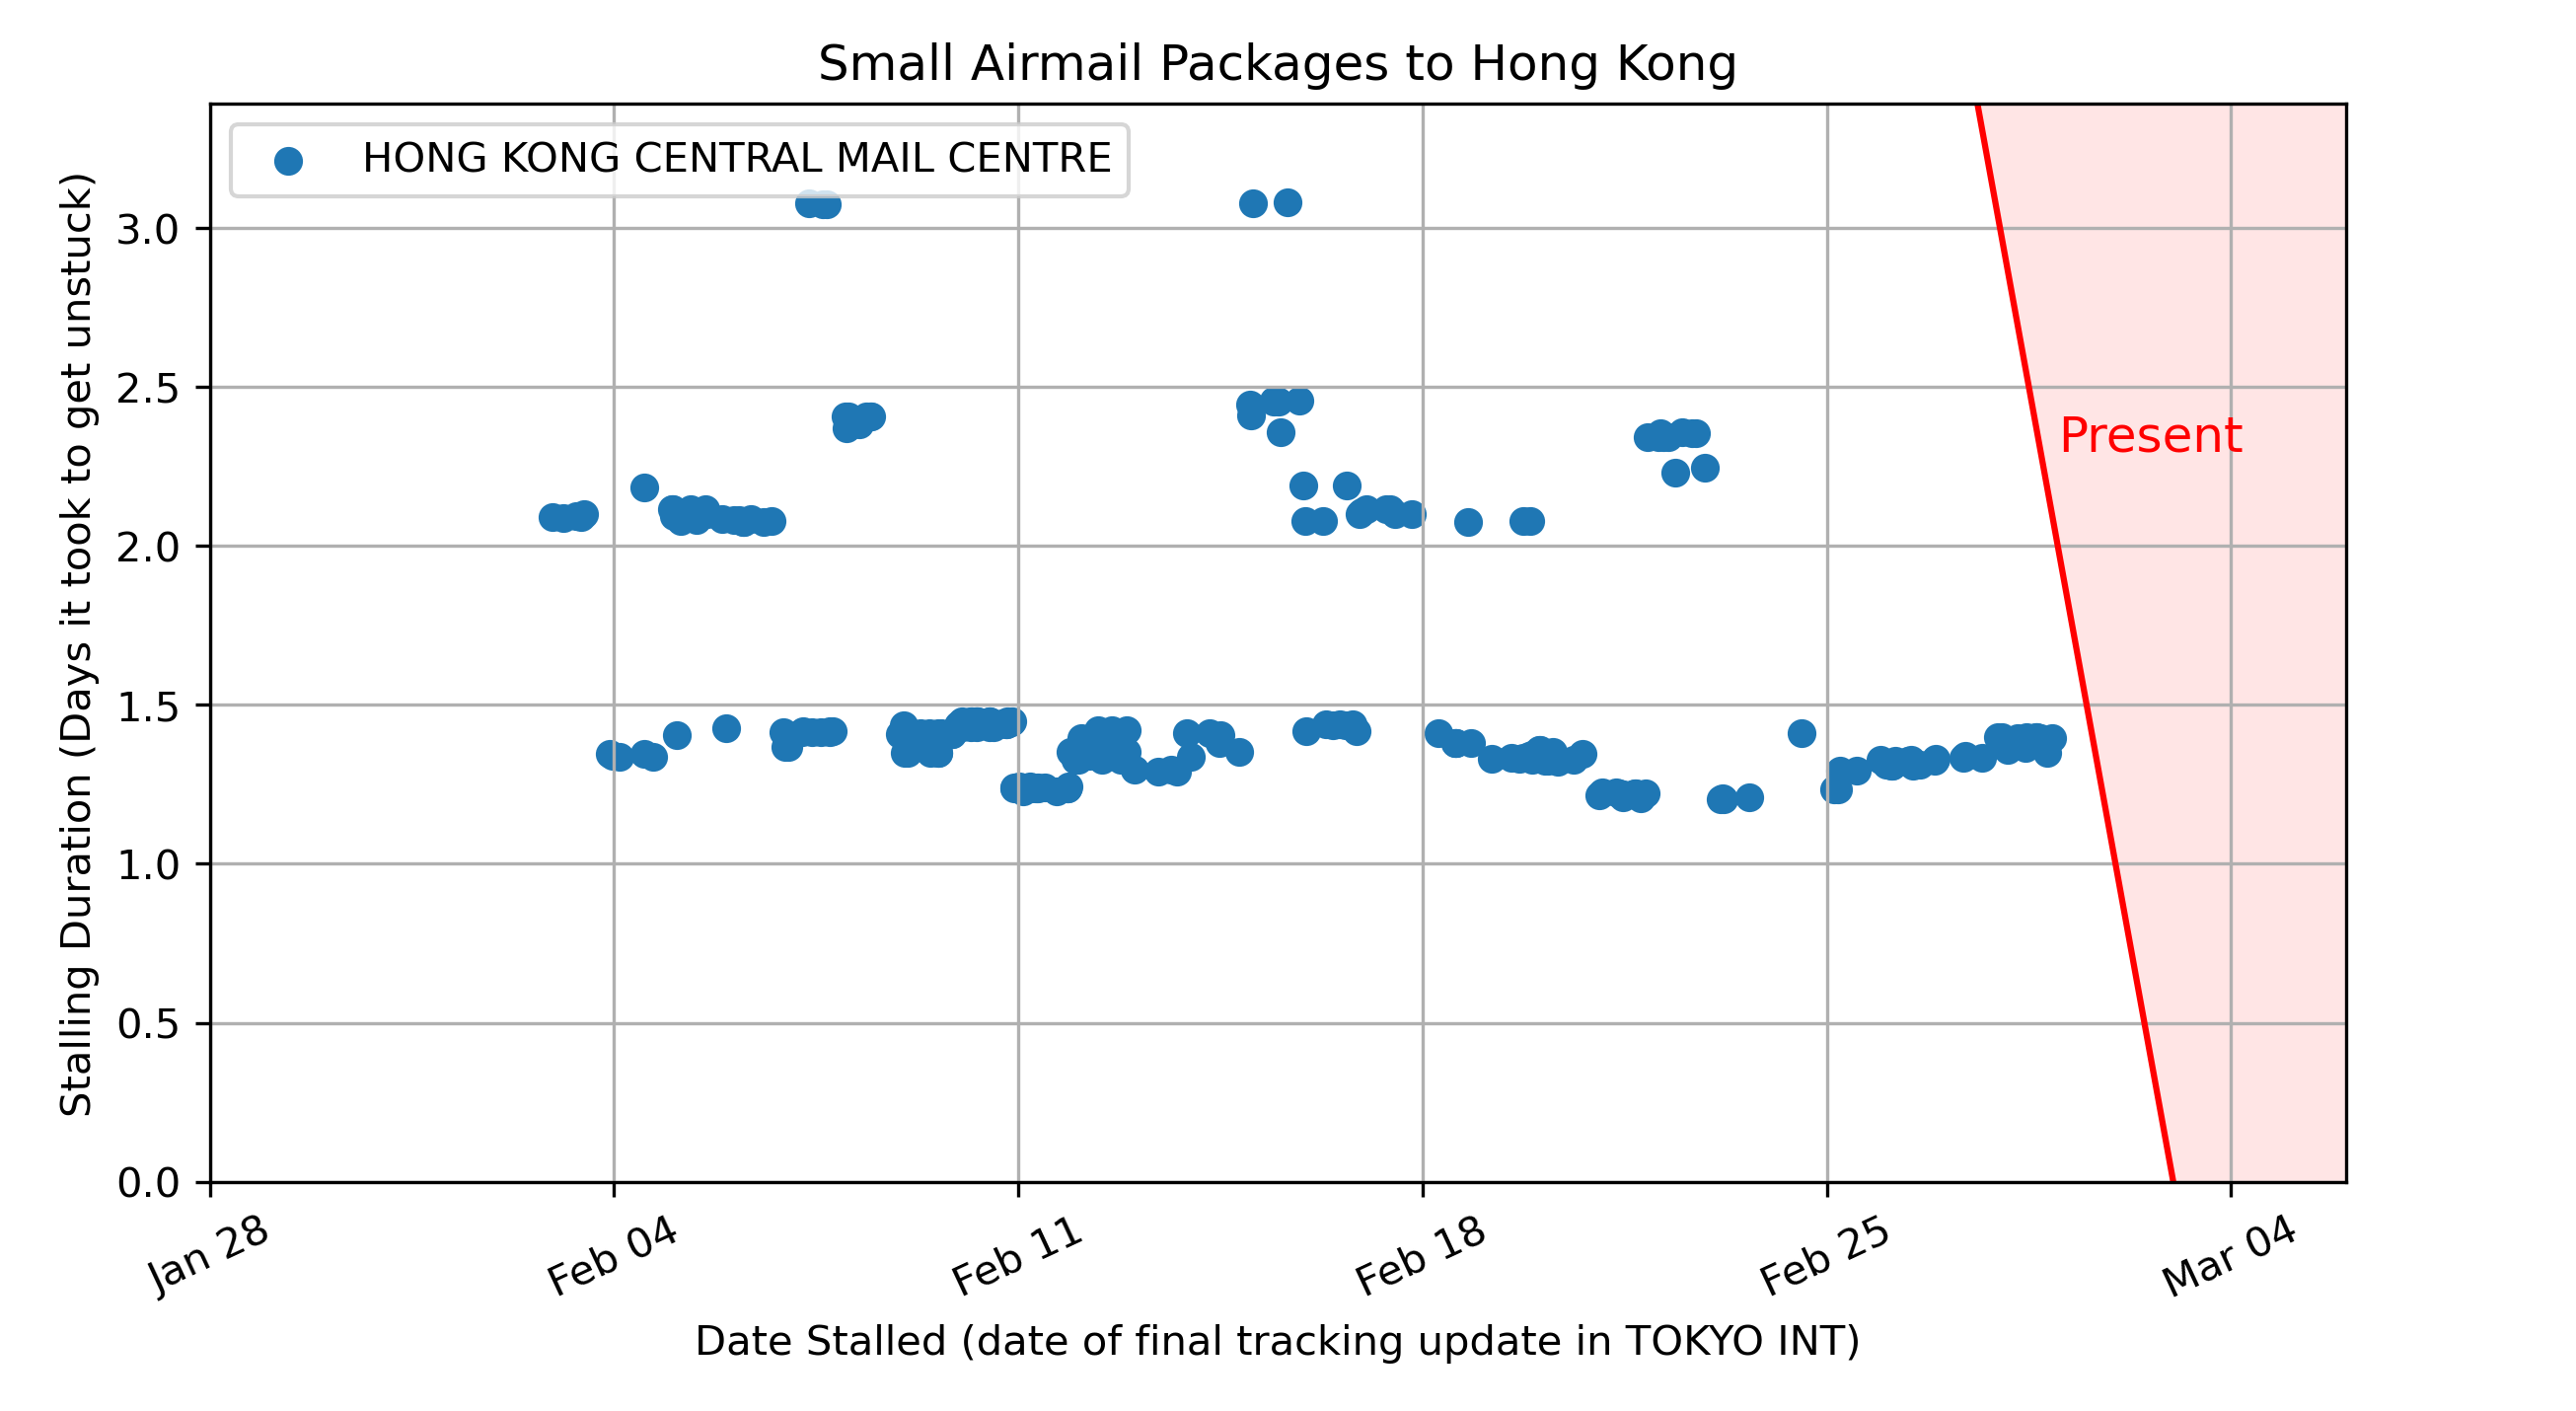 Small Airmail Packages to Hong Kong
HONG KONG CENTRAL MAIL CENTRE
Stalling Duration (Days it took to get unstuck)
3.0
2.5
2.0
1.5
1.0
0.5
0.0
Present
Jan 28
Feb 04
Feb 11
Feb 18
Feb 25
Mar 04
Date Stalled (date of final tracking update in TOKYO INT)